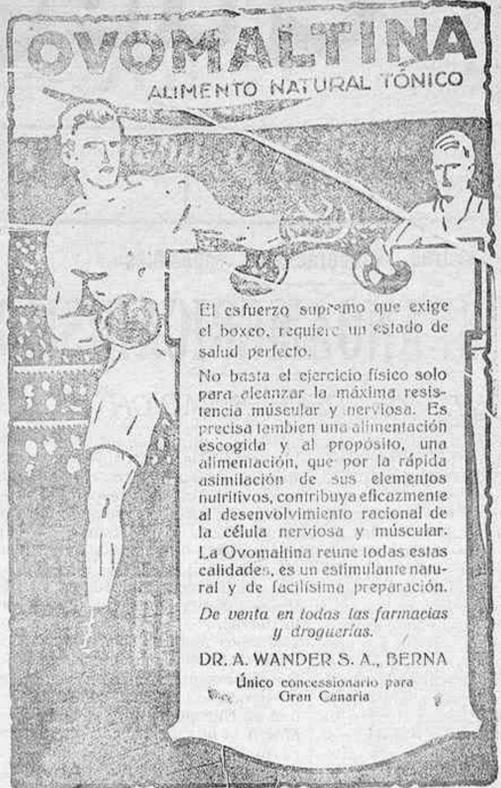 OVOMALTINA
ALIMENTO NATURAL TÓNICO
El esfuerzo supremo que exige
el boxeo, requiere un estado de
salud perfecto.
No basta el ejercicio físico solo
para alcanzar la máxima resis-
tencia múscular y nerviosa. Es
precisa tambien una alimentación
escogida y al propósito, una
alimentación, que por la rápida
asimilación de sus elementos
nutritivos, contribuya eficazmente
al desenvolvimiento racional de
la célula nerviosa y múscular.
La Ovomaltina reune todas estas
calidades, es un estimulante natu-
ral y de facilísima preparación.
De venta en todas las farmacias
y droguerías.
DR. A. WANDER S. A., BERNA
Único concessionario para
Gran Canaria